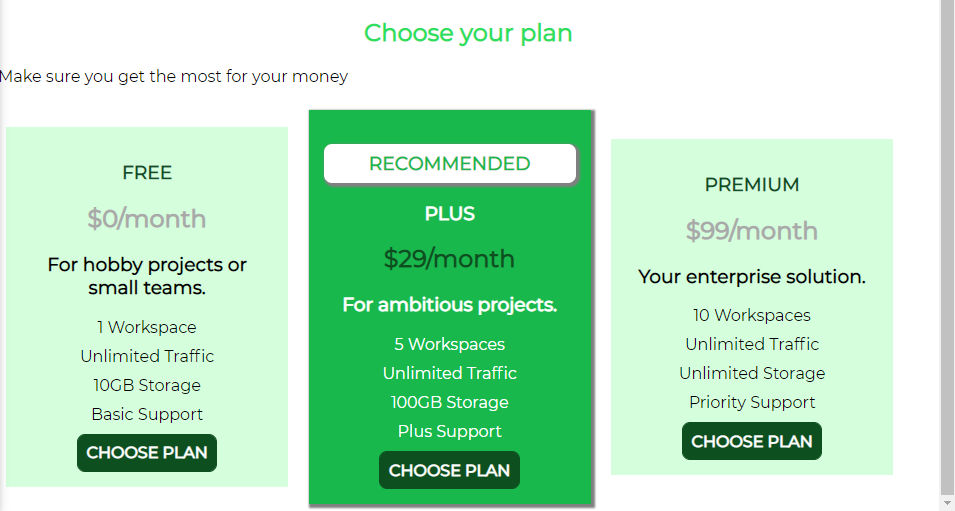 Choose your plan
Make sure you get the most for your money
FREE
$0/month
For hobby projects or
small teams.
1 Workspace
Unlimited Traffic
10GB Storage
Basic Support
CHOOSE PLAN
RECOMMENDED
PLUS
$29/month
For ambitious projects.
5 Workspaces
Unlimited Traffic
100GB Storage
Plus Support
CHOOSE PLAN
PREMIUM
$99/month
Your enterprise solution.
10 Workspaces
Unlimited Traffic
Unlimited Storage
Priority Support
CHOOSE PLAN